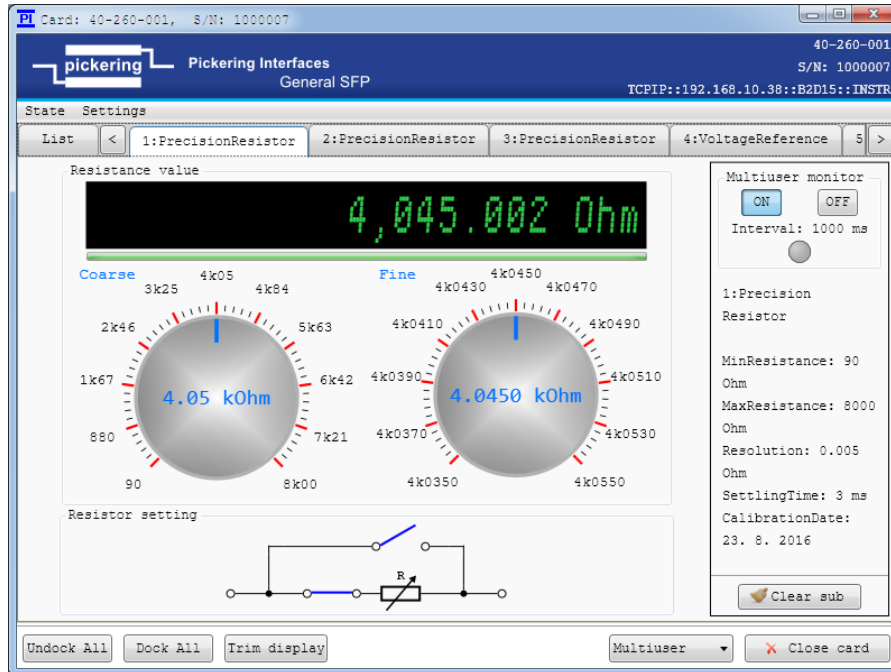 PI Card: 40-260-001, S/N: 1000007
40-260-001
pickering Pickering Interfaces S/N: 1000007
General SFP
TCPIP::192.168.10.38::B2D15::INSTR
State Settings
List < 1:PrecisionResistor 2:PrecisionResistor 3:PrecisionResistor 4:VoltageReference 5 >
Resistance value
4,045.002 Ohm
Coarse
4k05
3k25 4k84
2k46 5k63
1k67 6k42
4.05 kOhm
880 7k21
90 8k00
Fine
4k0450
4k0430 4k0470
4k0410 4k0490
4k0390 4k0510
4.0450 kOhm
4k0370 4k0530
4k0350 4k0550
Resistor setting
R
Multiuser monitor
ON OFF
Interval: 1000 ms
1:Precision
Resistor
MinResistance: 90
Ohm
MaxResistance: 8000
Ohm
Resolution: 0.005
Ohm
SettlingTime: 3 ms
CalibrationDate:
23. 8. 2016
Clear sub
Undock All Dock All Trim display Multiuser Close card